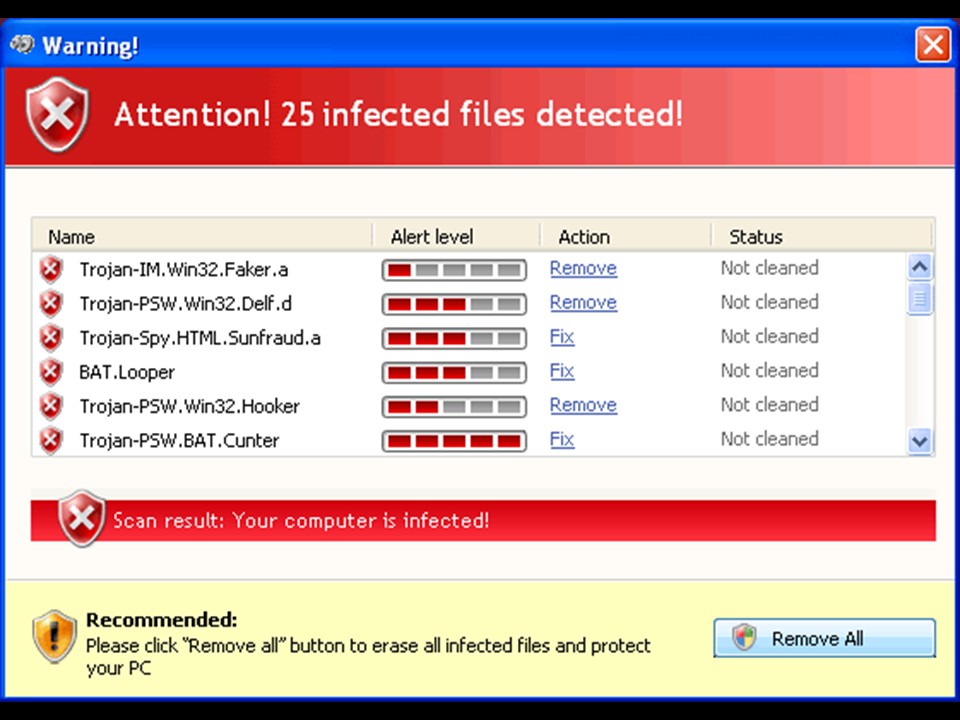 Warning!
Attention! 25 infected files detected!
Name Alert level Action Status
Trojan-IM.Win32.Faker.a Remove Not cleaned
Trojan-PSW.Win32.Delf.d Remove Not cleaned
Trojan-Spy.HTML.Sunfraud.a Fix Not cleaned
BAT.Looper Fix Not cleaned
Trojan-PSW.Win32.Hooker Remove Not cleaned
Trojan-PSW.BAT.Cunter Fix Not cleaned
Scan result: Your computer is infected!
Recommended:
Please click "Remove all" button to erase all infected files and protect
your PC
Remove All